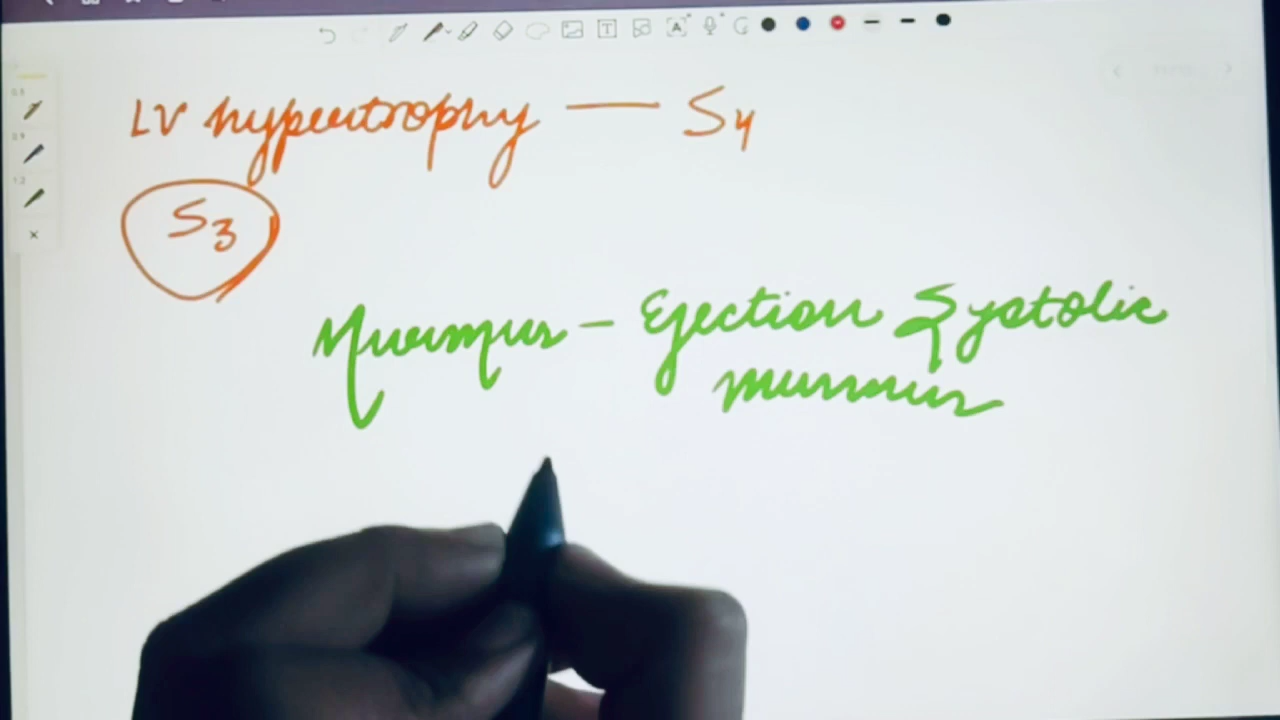 LV hypertrophy — S4
S3
Murmur – Ejection Systolic
murmur